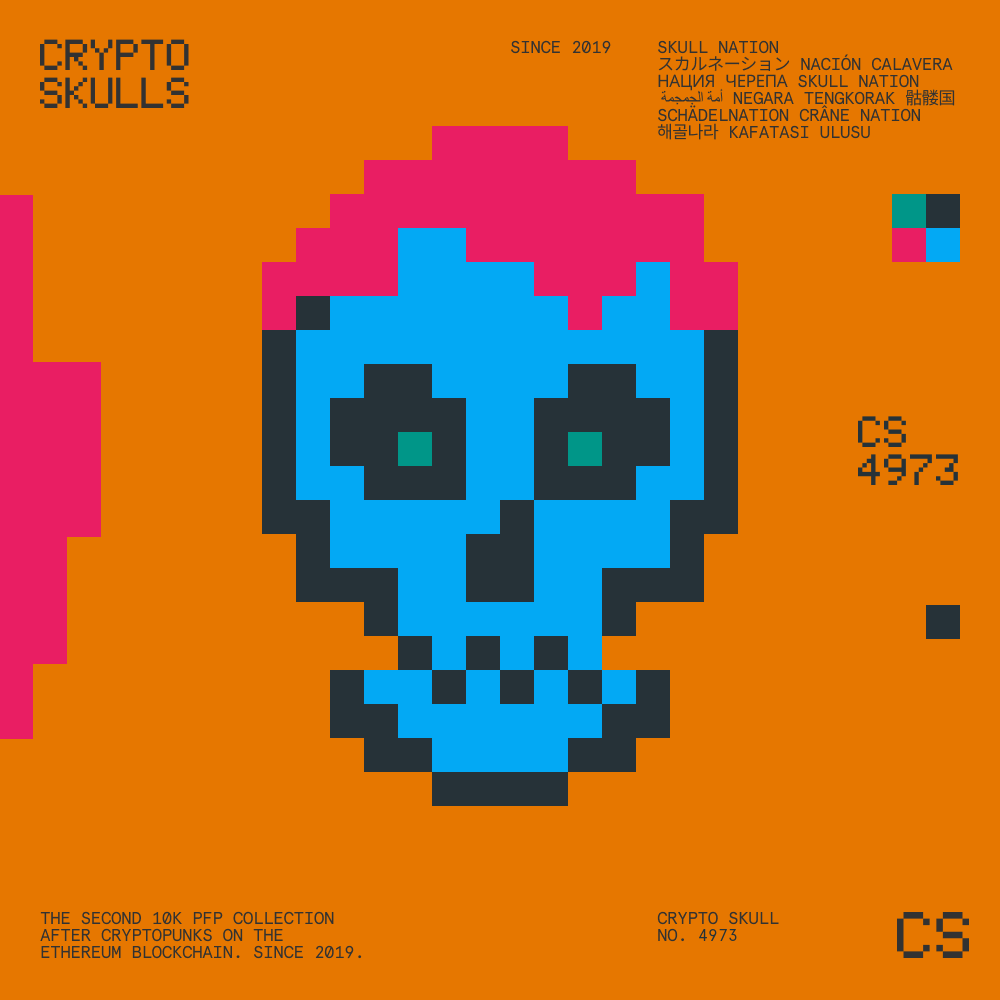 CRYPTO
SKULLS
SINCE 2019
SKULL NATION
スカルネーション NACIÓN CALAVERA
НАЦИЯ ЧЕРЕПА SKULL NATION
أمة الجمجمة NEGARA TENGKORAK 骷髅国
SCHÄDELNATION CRÂNE NATION
해골나라 KAFATASI ULUSU
CS
4973
THE SECOND 10K PFP COLLECTION
AFTER CRYPTOPUNKS ON THE
ETHEREUM BLOCKCHAIN. SINCE 2019.
CRYPTO SKULL
NO. 4973
CS